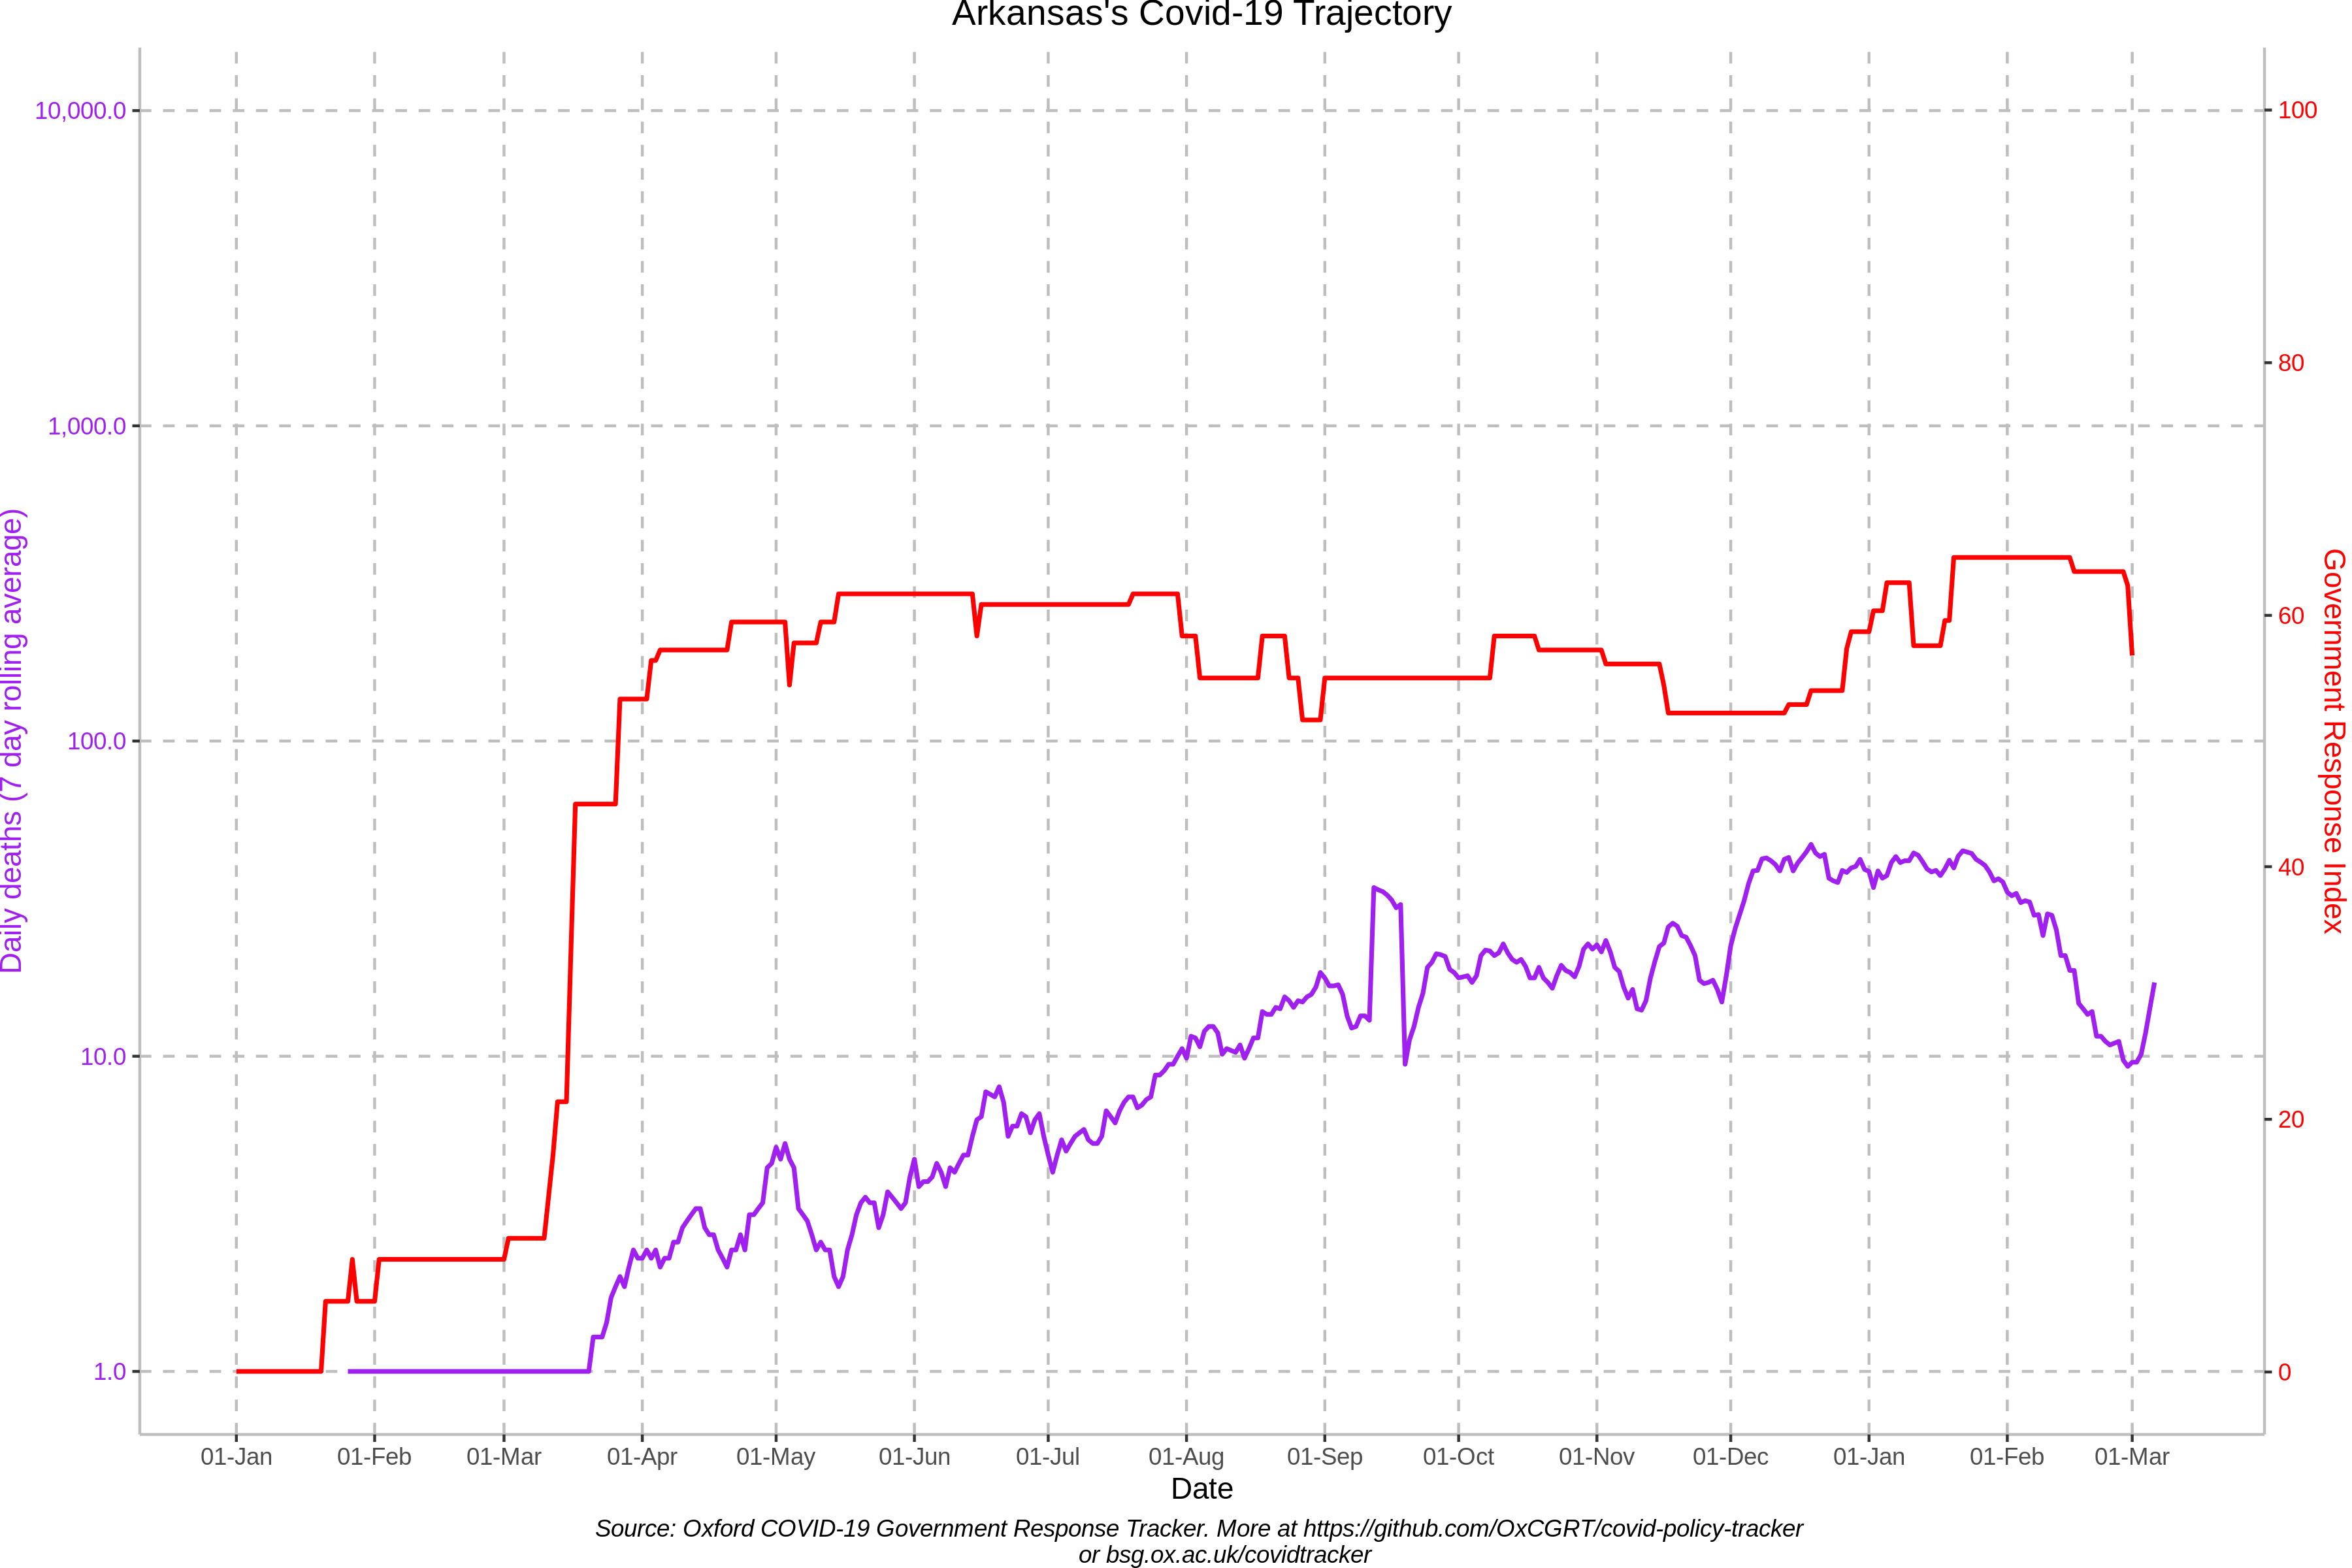 Arkansas's Covid-19 Trajectory
10,000.0
1,000.0
100.0
10.0
1.0
Daily deaths (7 day rolling average)
100
80
60
40
20
0
Government Response Index
01-Jan 01-Feb 01-Mar 01-Apr 01-May 01-Jun 01-Jul 01-Aug 01-Sep 01-Oct 01-Nov 01-Dec 01-Jan 01-Feb 01-Mar
Date
Source: Oxford COVID-19 Government Response Tracker. More at https://github.com/OxCGRT/covid-policy-tracker
or bsg.ox.ac.uk/covidtracker